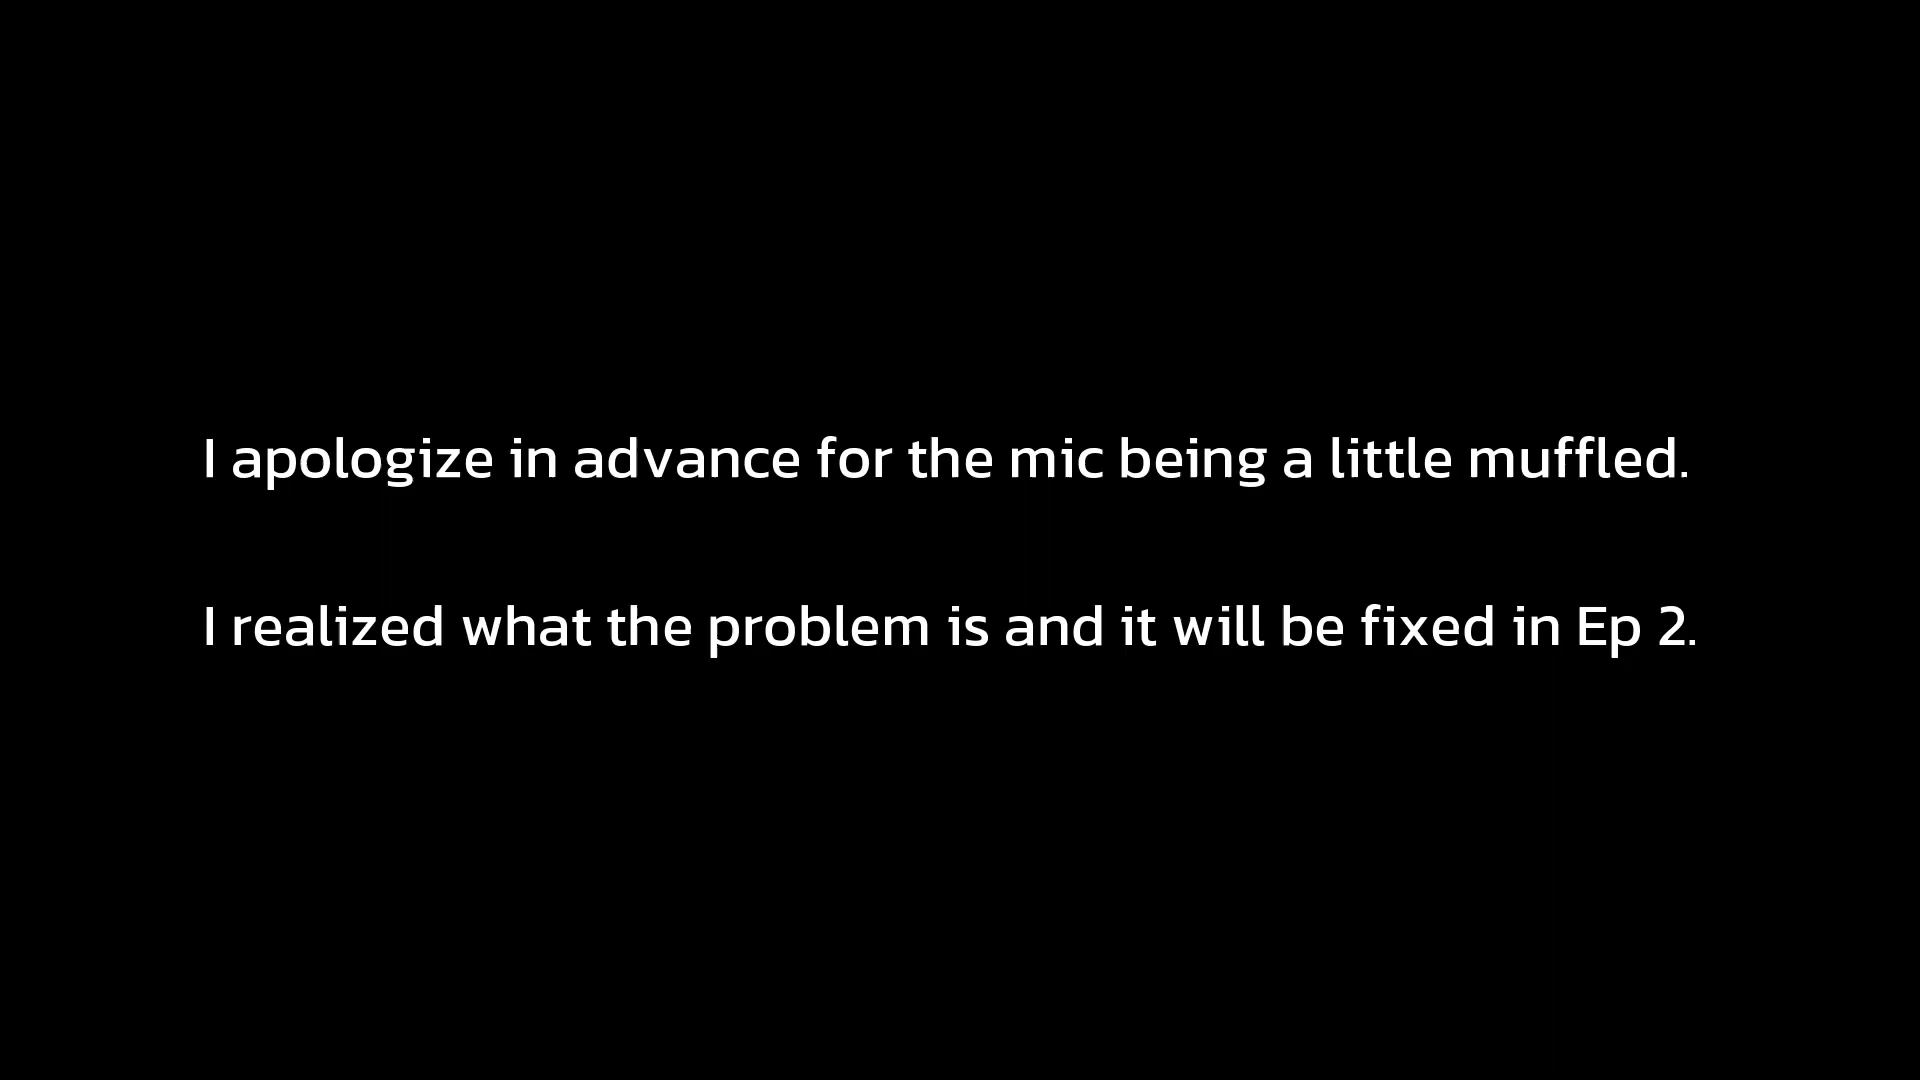 I apologize in advance for the mic being a little muffled.
I realized what the problem is and it will be fixed in Ep 2.